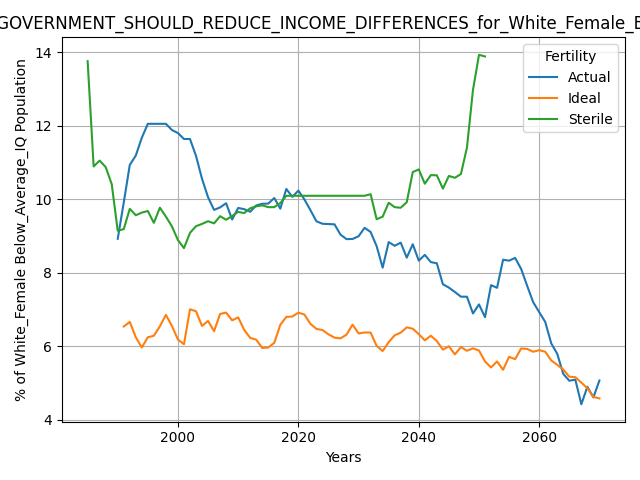 GOVERNMENT_SHOULD_REDUCE_INCOME_DIFFERENCES_for_White_Female_
14
12
10
8
6
4
% of White_Female Below_Average_IQ Population
Fertility
Actual
Ideal
Sterile
2000
2020
2040
2060
Years